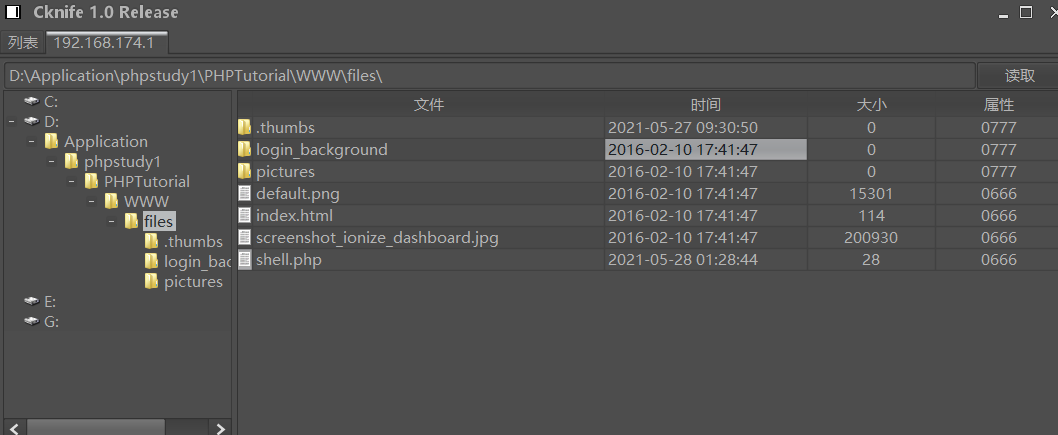 Cknife 1.0 Release
列表 192.168.174.1
D:\Application\phpstudy1\PHPTutorial\WWW\files\ 读取
C:
D:
Application
phpstudy1
PHPTutorial
WWW
files
.thumbs
login_bac
pictures
E:
G:
文件 时间 大小 属性
.thumbs 2021-05-27 09:30:50 0 0777
login_background 2016-02-10 17:41:47 0 0777
pictures 2016-02-10 17:41:47 0 0777
default.png 2016-02-10 17:41:47 15301 0666
index.html 2016-02-10 17:41:47 114 0666
screenshot_ionize_dashboard.jpg 2016-02-10 17:41:47 200930 0666
shell.php 2021-05-28 01:28:44 28 0666